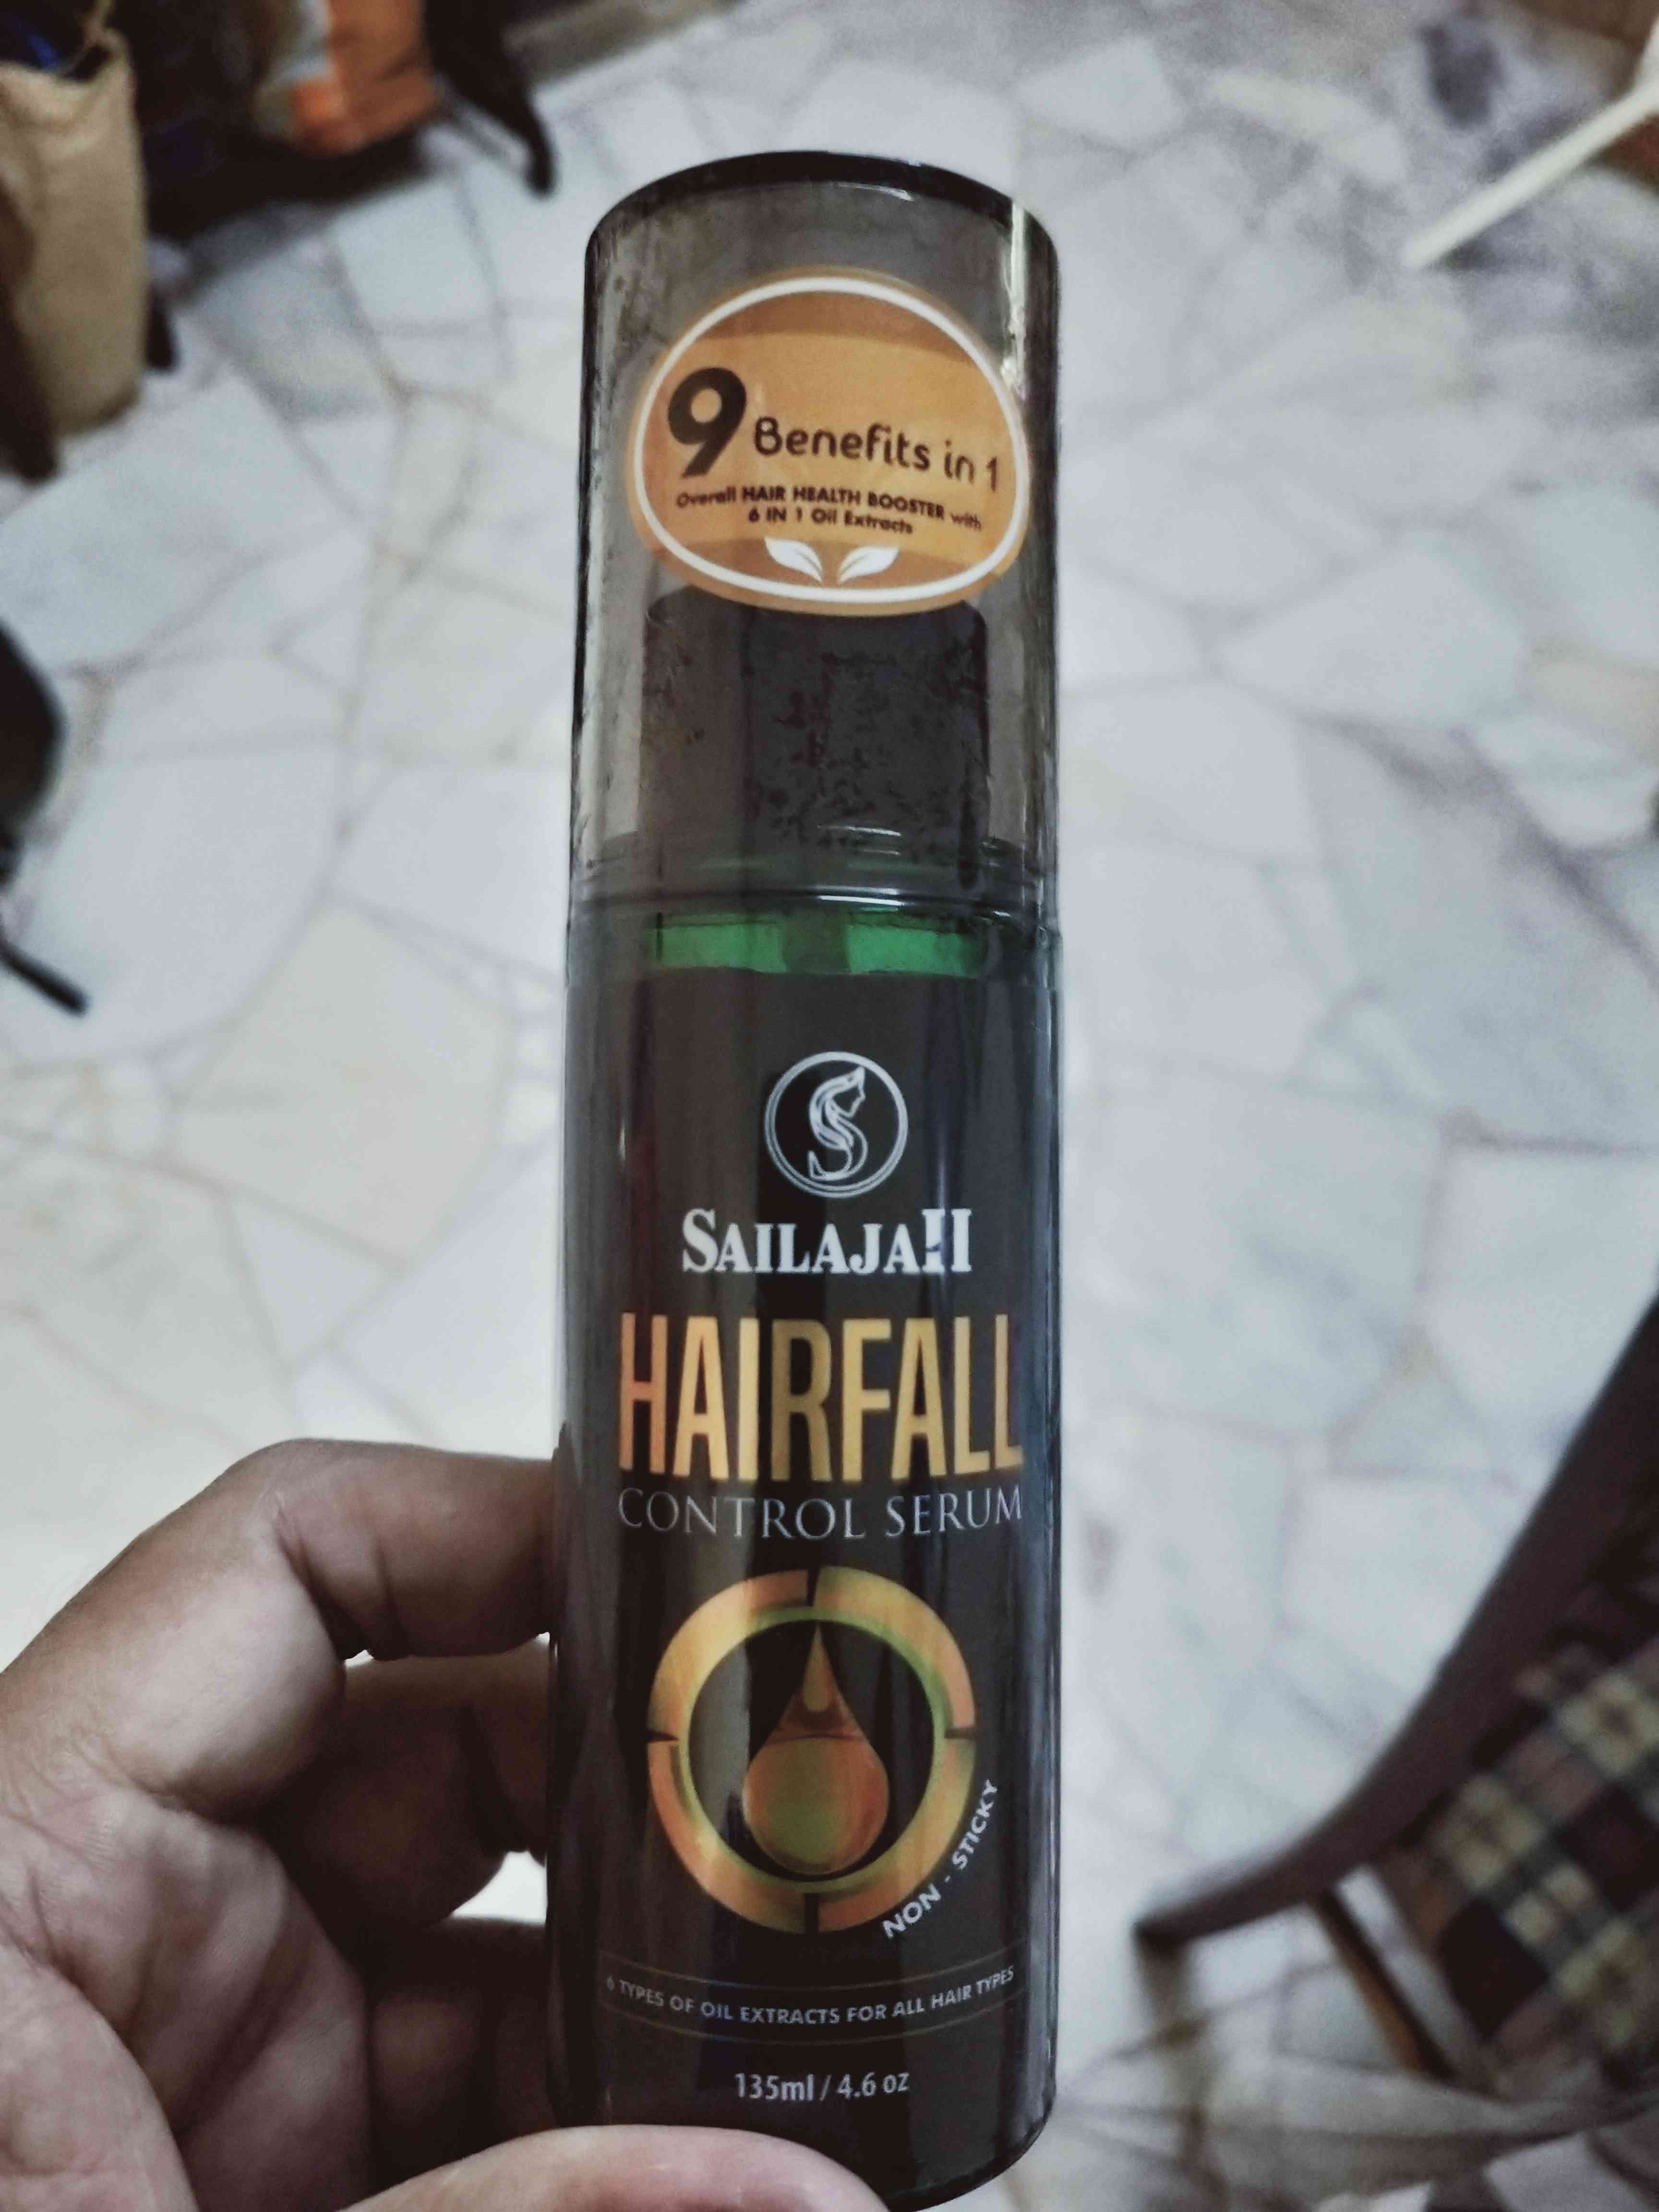 9 Benefits in 1
Overall HAIR HEALTH BOOSTER with
6 IN 1 Oil Extracts
SAILAJAH
HAIRFALL
CONTROL SERUM
NON - STICKY
6 TYPES OF OIL EXTRACTS FOR ALL HAIR TYPES
135ml / 4.6 oz